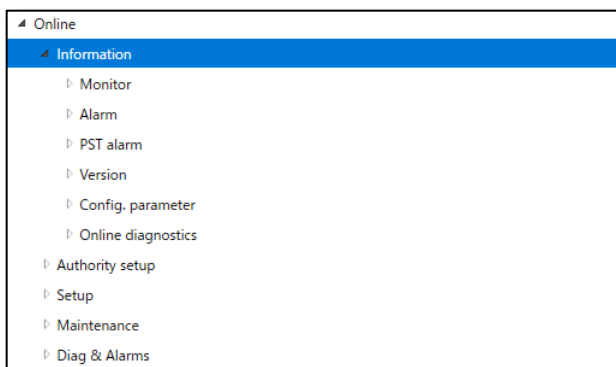 Online
Information
Monitor
Alarm
PST alarm
Version
Config. parameter
Online diagnostics
Authority setup
Setup
Maintenance
Diag & Alarms